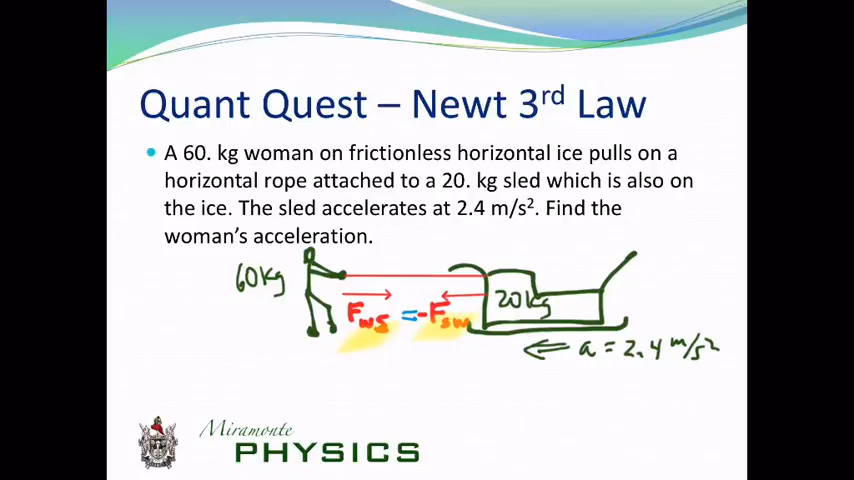 Quant Quest – Newt 3rd Law
• A 60. kg woman on frictionless horizontal ice pulls on a
horizontal rope attached to a 20. kg sled which is also on
the ice. The sled accelerates at 2.4 m/s². Find the
woman's acceleration.
60kg
20kg
Fws = -Fsw
a = 2.4 m/s²
Miramonte
PHYSICS